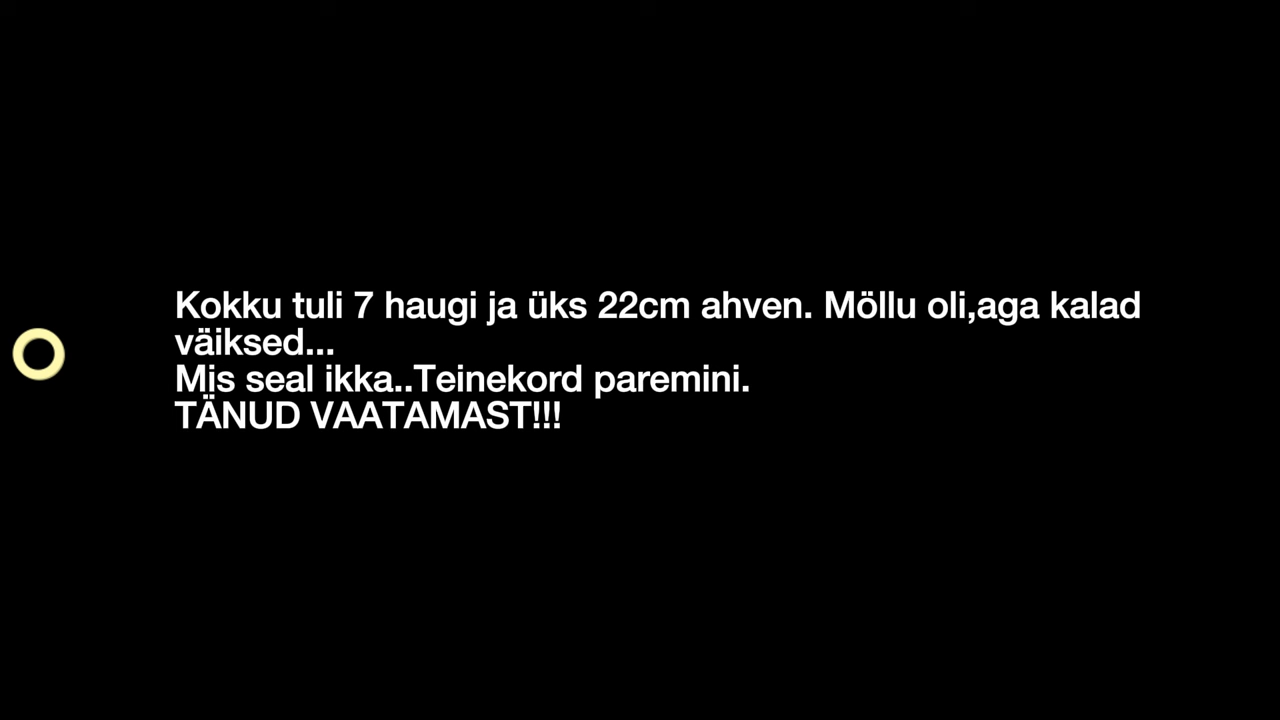 Kokku tuli 7 haugi ja üks 22cm ahven. Möllu oli,aga kalad
väiksed...
Mis seal ikka..Teinekord paremini.
TÄNUD VAATAMAST!!!